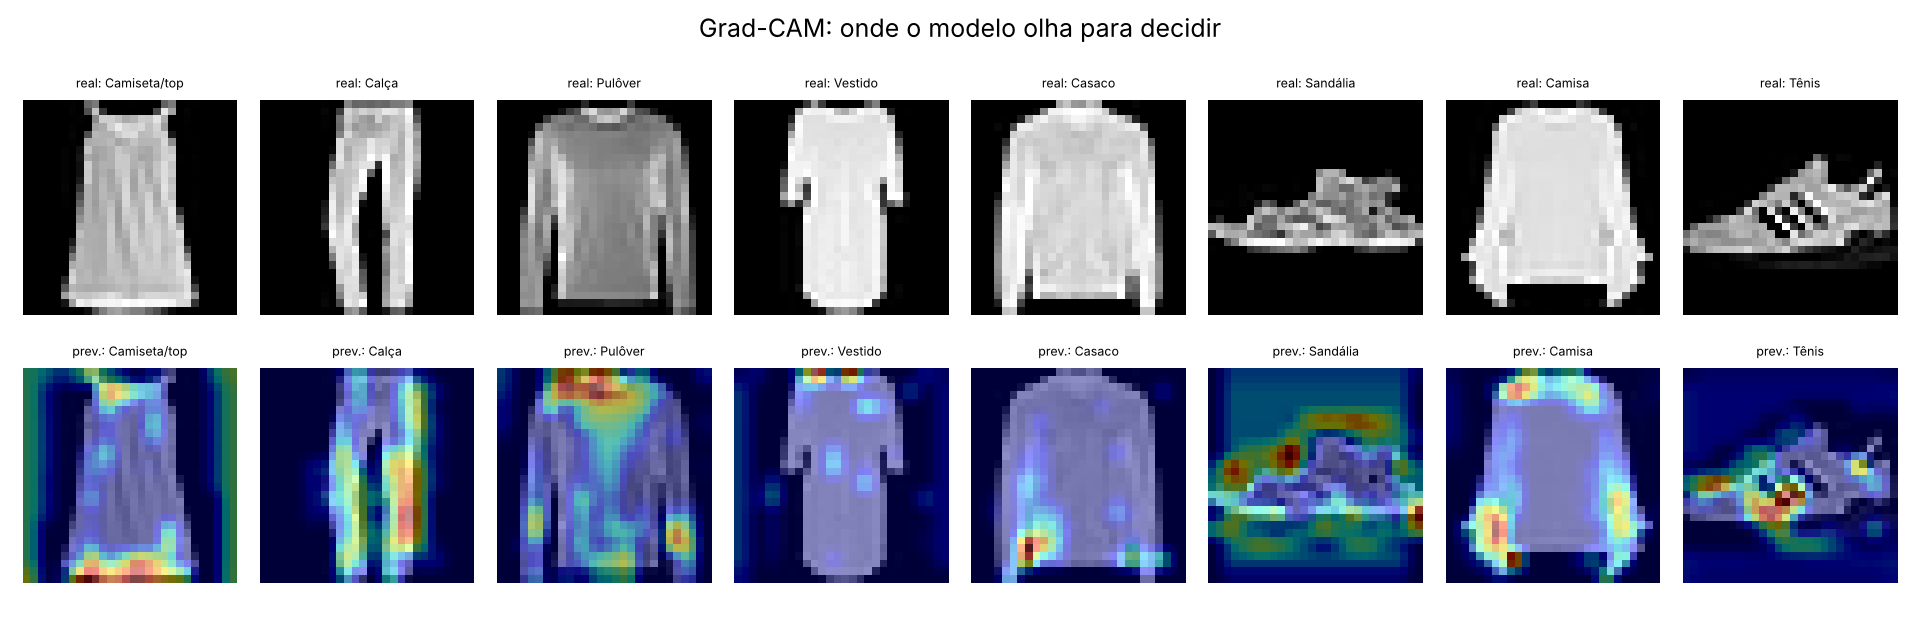 Grad-CAM: onde o modelo olha para decidir
real: Camiseta/top
real: Calça
real: Pulôver
real: Vestido
real: Casaco
real: Sandália
real: Camisa
real: Tênis
prev.: Camiseta/top
prev.: Calça
prev.: Pulôver
prev.: Vestido
prev.: Casaco
prev.: Sandália
prev.: Camisa
prev.: Tênis